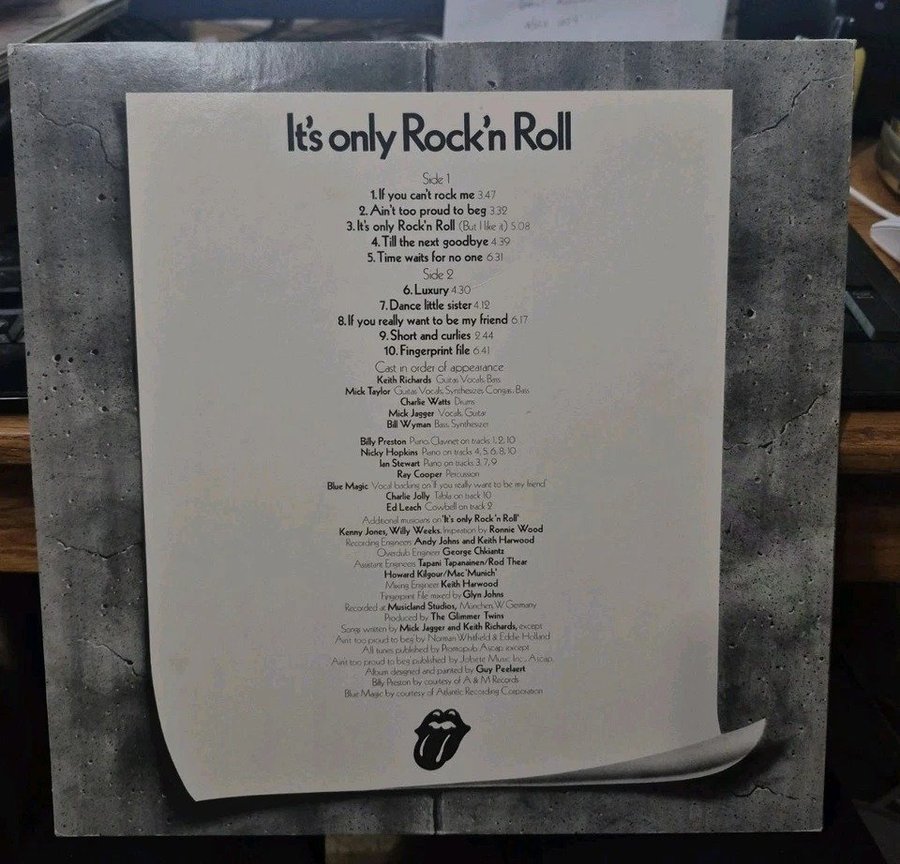 It's only Rock'n Roll
Side 1
1. If you can't rock me 3.47
2. Ain't too proud to beg 3.32
3. It's only Rock'n Roll (But I like it) 5.08
4. Till the next goodbye 4.39
5. Time waits for no one 6.31
Side 2
6. Luxury 4.30
7. Dance little sister 4.12
8. If you really want to be my friend 6.17
9. Short and curlies 2.44
10. Fingerprint file 6.41
Cast in order of appearance
Keith Richards Guitar, Vocals, Bass
Mick Taylor Guitar, Vocals, Synthesizer, Congas, Bass
Charlie Watts Drums
Mick Jagger Vocals, Guitar
Bill Wyman Bass, Synthesizer
Billy Preston Piano, Clavinet on tracks 1, 2, 10
Nicky Hopkins Piano on tracks 4, 5, 6, 8, 10
Ian Stewart Piano on tracks 3, 7, 9
Ray Cooper Percussion
Blue Magic Vocal backing on 'If you really want to be my friend'
Charlie Jolly Tabla on track 10
Ed Leach Cowbell on track 2
Additional musicians on 'It's only Rock'n Roll'
Kenny Jones, Willy Weeks. Inspiration by Ronnie Wood
Recording Engineers Andy Johns and Keith Harwood
Overdub Engineer George Chkiantz
Assistant Engineers Tapani Tapanainen/Rod Thear
Howard Kilgour/Mac 'Munich'
Mixing Engineer Keith Harwood
Fingerprint File mixed by Glyn Johns
Recorded at Musicland Studios, München, W. Germany
Produced by The Glimmer Twins
Songs written by Mick Jagger and Keith Richards, except
Ain't too proud to beg by Norman Whitfield & Eddie Holland
All tunes published by Promopub Ascap, except
Ain't too proud to beg published by Jobete Music Inc., Ascap.
Album designed and painted by Guy Peelaert
Billy Preston by courtesy of A & M Records
Blue Magic by courtesy of Atlantic Recording Corporation